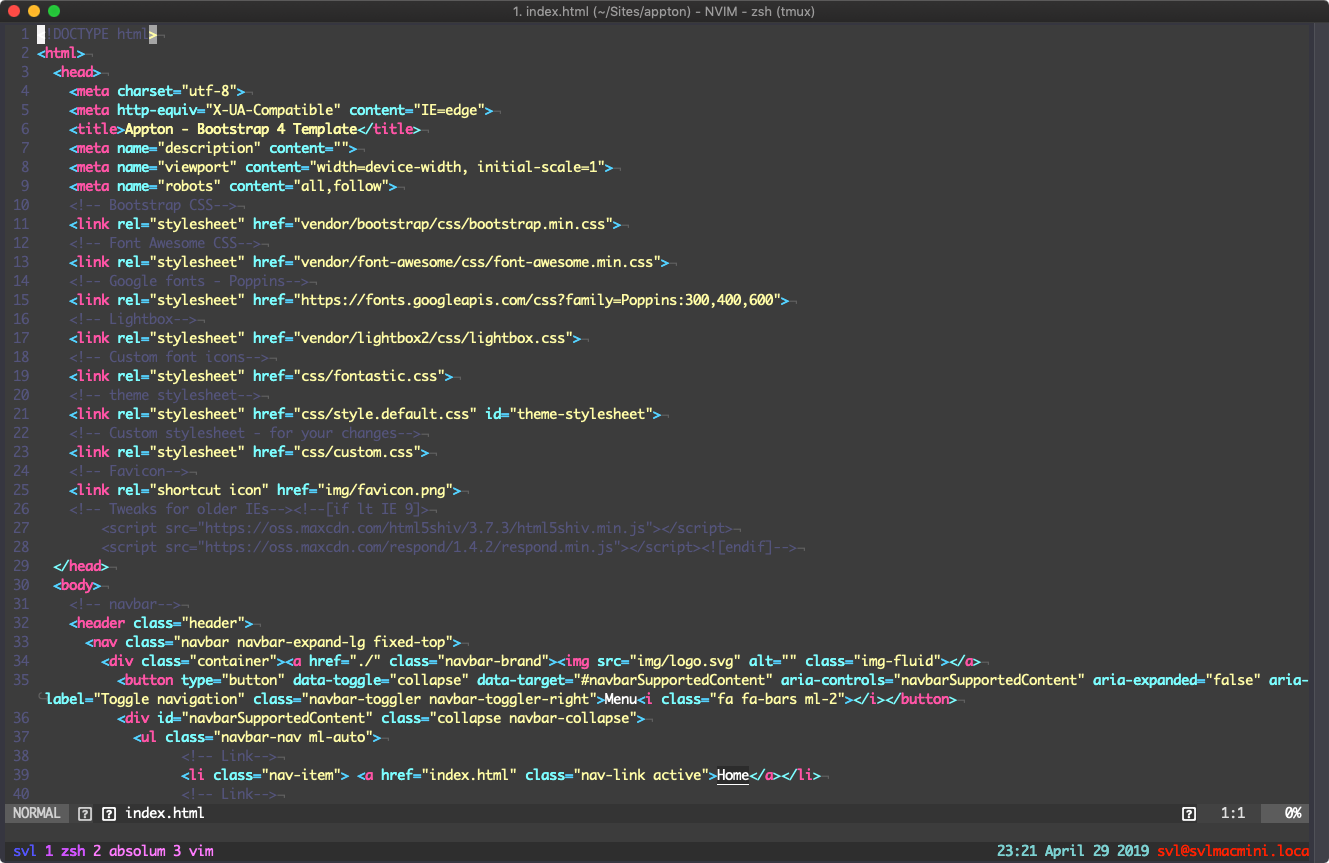 1. index.html (~/Sites/appton) - NVIM - zsh (tmux)
1 <!DOCTYPE html>¬
2 <html>¬
3   <head>¬
4     <meta charset="utf-8">¬
5     <meta http-equiv="X-UA-Compatible" content="IE=edge">¬
6     <title>Appton - Bootstrap 4 Template</title>¬
7     <meta name="description" content="">¬
8     <meta name="viewport" content="width=device-width, initial-scale=1">¬
9     <meta name="robots" content="all,follow">¬
10     <!-- Bootstrap CSS-->¬
11     <link rel="stylesheet" href="vendor/bootstrap/css/bootstrap.min.css">¬
12     <!-- Font Awesome CSS-->¬
13     <link rel="stylesheet" href="vendor/font-awesome/css/font-awesome.min.css">¬
14     <!-- Google fonts - Poppins-->¬
15     <link rel="stylesheet" href="https://fonts.googleapis.com/css?family=Poppins:300,400,600">¬
16     <!-- Lightbox-->¬
17     <link rel="stylesheet" href="vendor/lightbox2/css/lightbox.css">¬
18     <!-- Custom font icons-->¬
19     <link rel="stylesheet" href="css/fontastic.css">¬
20     <!-- theme stylesheet-->¬
21     <link rel="stylesheet" href="css/style.default.css" id="theme-stylesheet">¬
22     <!-- Custom stylesheet - for your changes-->¬
23     <link rel="stylesheet" href="css/custom.css">¬
24     <!-- Favicon-->¬
25     <link rel="shortcut icon" href="img/favicon.png">¬
26     <!-- Tweaks for older IEs--><!--[if lt IE 9]>¬
27         <script src="https://oss.maxcdn.com/html5shiv/3.7.3/html5shiv.min.js"></script>¬
28         <script src="https://oss.maxcdn.com/respond/1.4.2/respond.min.js"></script><![endif]-->¬
29   </head>¬
30   <body>¬
31     <!-- navbar-->¬
32     <header class="header">¬
33       <nav class="navbar navbar-expand-lg fixed-top">¬
34         <div class="container"><a href="./" class="navbar-brand"><img src="img/logo.svg" alt="" class="img-fluid"></a>¬
35           <button type="button" data-toggle="collapse" data-target="#navbarSupportedContent" aria-controls="navbarSupportedContent" aria-expanded="false" aria-
label="Toggle navigation" class="navbar-toggler navbar-toggler-right">Menu<i class="fa fa-bars ml-2"></i></button>¬
36           <div id="navbarSupportedContent" class="collapse navbar-collapse">¬
37             <ul class="navbar-nav ml-auto">¬
38                   <!-- Link-->¬
39                   <li class="nav-item"> <a href="index.html" class="nav-link active">Home</a></li>¬
40                   <!-- Link-->¬
NORMAL ? ? index.html ? 1:1 0%
svl 1 zsh 2 absolum 3 vim 23:21 April 29 2019 svl@svlmacmini.loca